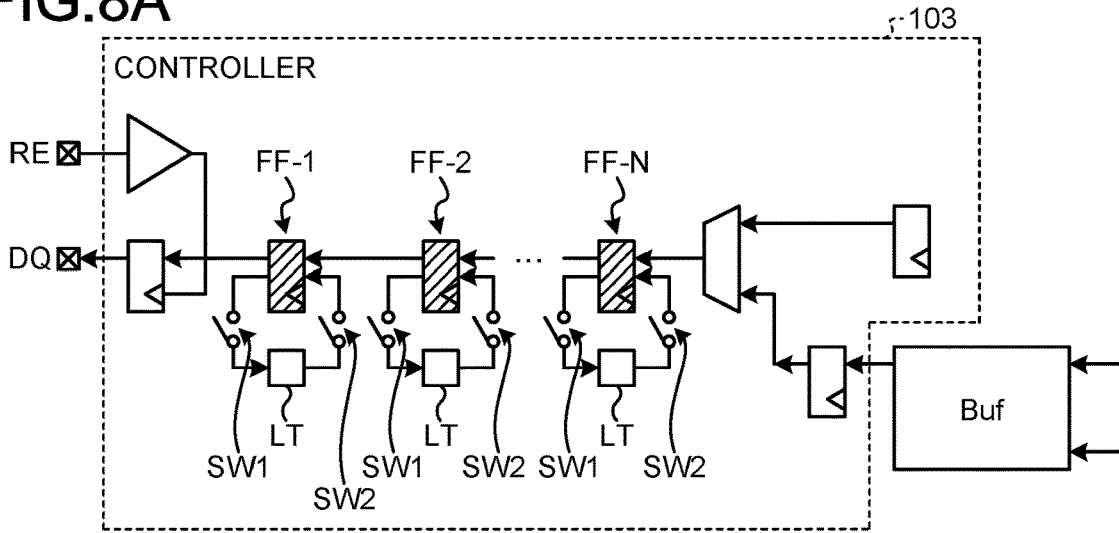 FIG.8A
103
CONTROLLER
RE
FF-1
FF-2
FF-N
DQ
...
Buf
LT
LT
LT
SW1
SW2
SW1
SW2
SW1
SW2